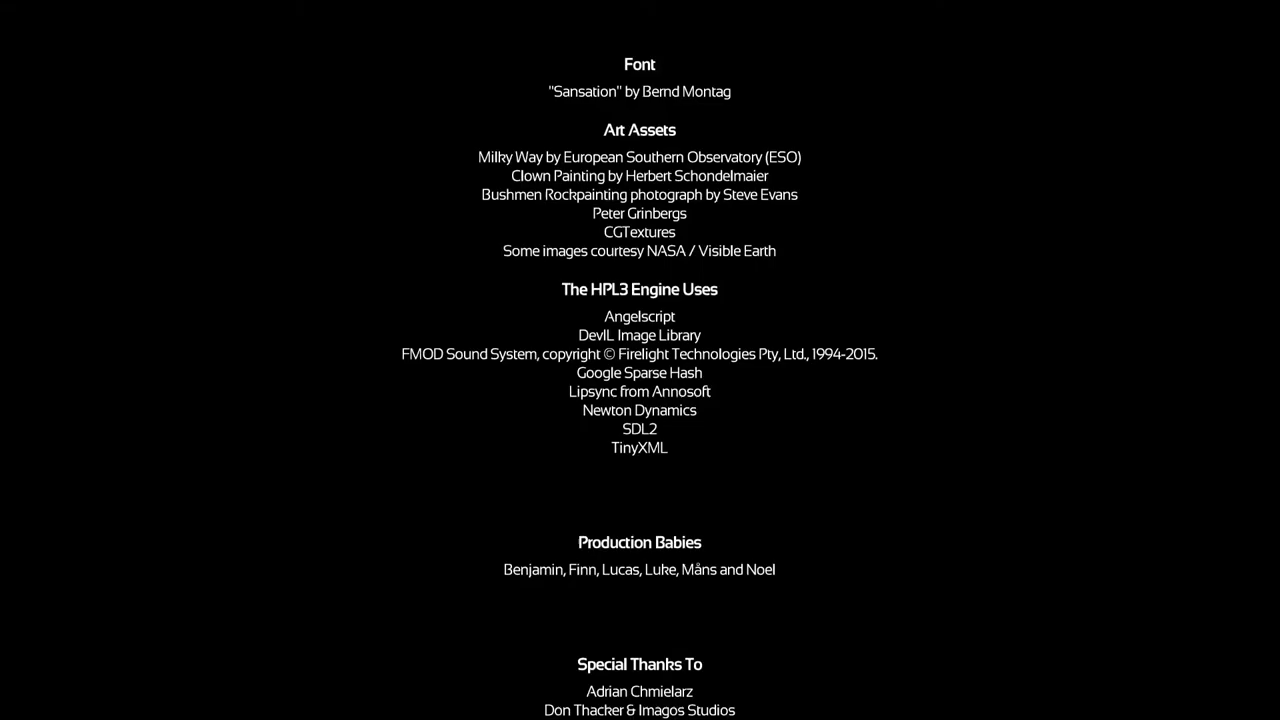 Font
"Sansation" by Bernd Montag
Art Assets
Milky Way by European Southern Observatory (ESO)
Clown Painting by Herbert Schondelmaier
Bushmen Rockpainting photograph by Steve Evans
Peter Grinbergs
CGTextures
Some images courtesy NASA / Visible Earth
The HPL3 Engine Uses
Angelscript
DevIL Image Library
FMOD Sound System, copyright © Firelight Technologies Pty, Ltd., 1994-2015.
Google Sparse Hash
Lipsync from Annosoft
Newton Dynamics
SDL2
TinyXML
Production Babies
Benjamin, Finn, Lucas, Luke, Måns and Noel
Special Thanks To
Adrian Chmielarz
Don Thacker & Imagos Studios